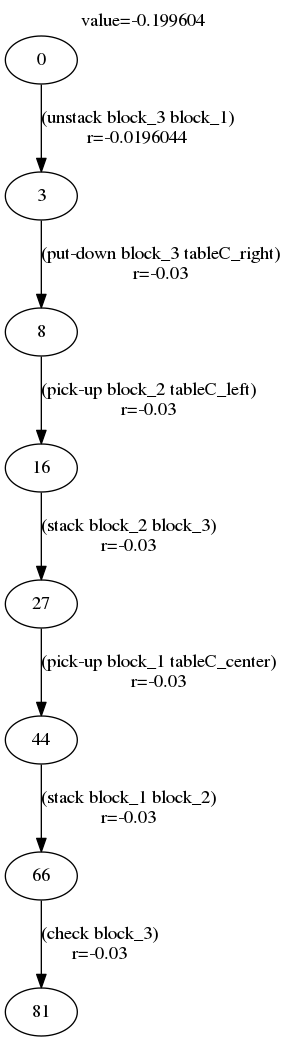 value=-0.199604
0
(unstack block_3 block_1)
r=-0.0196044
3
(put-down block_3 tableC_right)
r=-0.03
8
(pick-up block_2 tableC_left)
r=-0.03
16
(stack block_2 block_3)
r=-0.03
27
(pick-up block_1 tableC_center)
r=-0.03
44
(stack block_1 block_2)
r=-0.03
66
(check block_3)
r=-0.03
81